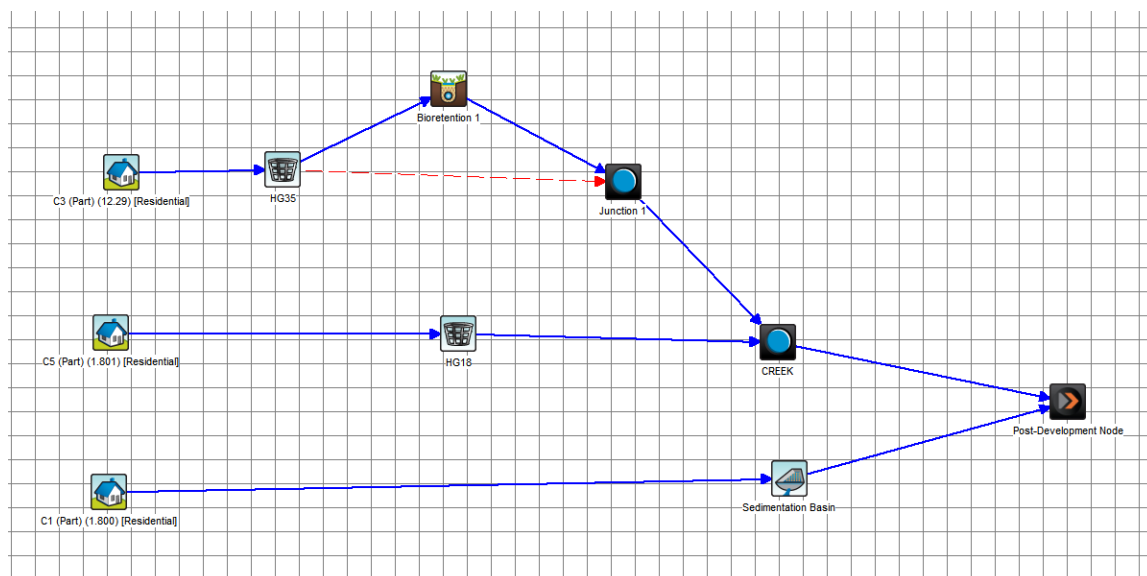 Bioretention 1
C3 (Part) (12.29) [Residential]
HG35
Junction 1
C5 (Part) (1.801) [Residential]
HG18
CREEK
Post-Development Node
C1 (Part) (1.800) [Residential]
Sedimentation Basin